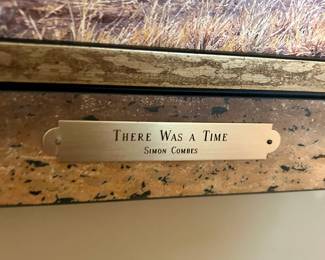 There Was a Time
Simon Combes